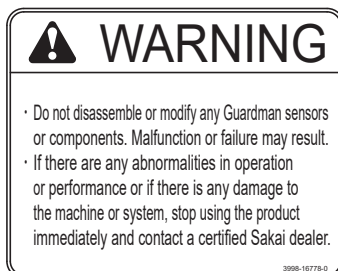 WARNING
· Do not disassemble or modify any Guardman sensors
or components. Malfunction or failure may result.
· If there are any abnormalities in operation
or performance or if there is any damage to
the machine or system, stop using the product
immediately and contact a certified Sakai dealer.
3998-16778-0